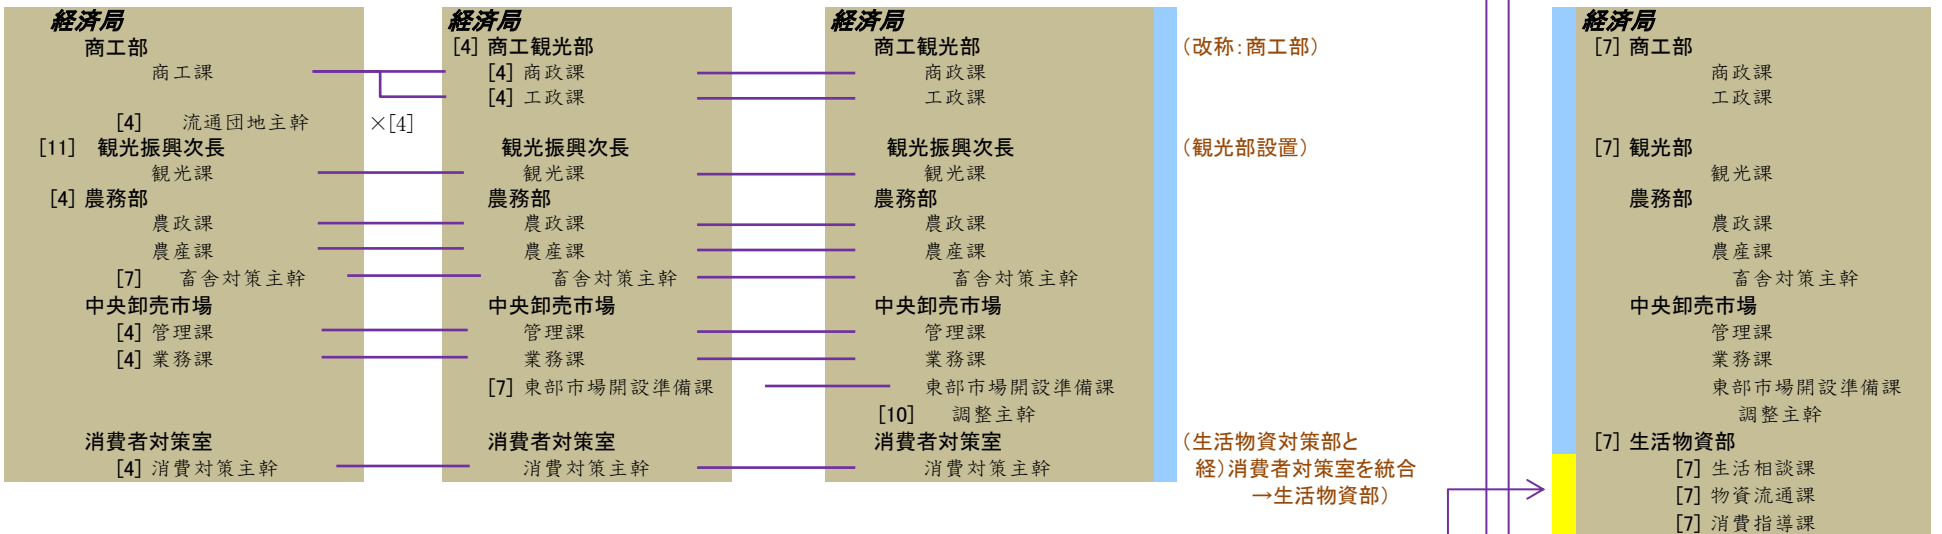 経済局
商工部
商工課
[4] 流通団地主幹 ×[4]
[11] 観光振興次長
観光課
[4] 農務部
農政課
農産課
[7] 畜舎対策主幹
中央卸売市場
[4] 管理課
[4] 業務課
消費者対策室
[4] 消費対策主幹
経済局
[4] 商工観光部
[4] 商政課
[4] 工政課
観光振興次長
観光課
農務部
農政課
農産課
畜舎対策主幹
中央卸売市場
管理課
業務課
[7] 東部市場開設準備課
消費者対策室
消費対策主幹
経済局
商工観光部
商政課
工政課
観光振興次長
観光課
農務部
農政課
農産課
畜舎対策主幹
中央卸売市場
管理課
業務課
東部市場開設準備課
[10] 調整主幹
消費者対策室
消費対策主幹
(改称:商工部)
(観光部設置)
(生活物資対策部と
経)消費者対策室を統合
→生活物資部)
経済局
[7] 商工部
商政課
工政課
[7] 観光部
観光課
農務部
農政課
農産課
畜舎対策主幹
中央卸売市場
管理課
業務課
東部市場開設準備課
調整主幹
[7] 生活物資部
[7] 生活相談課
[7] 物資流通課
[7] 消費指導課